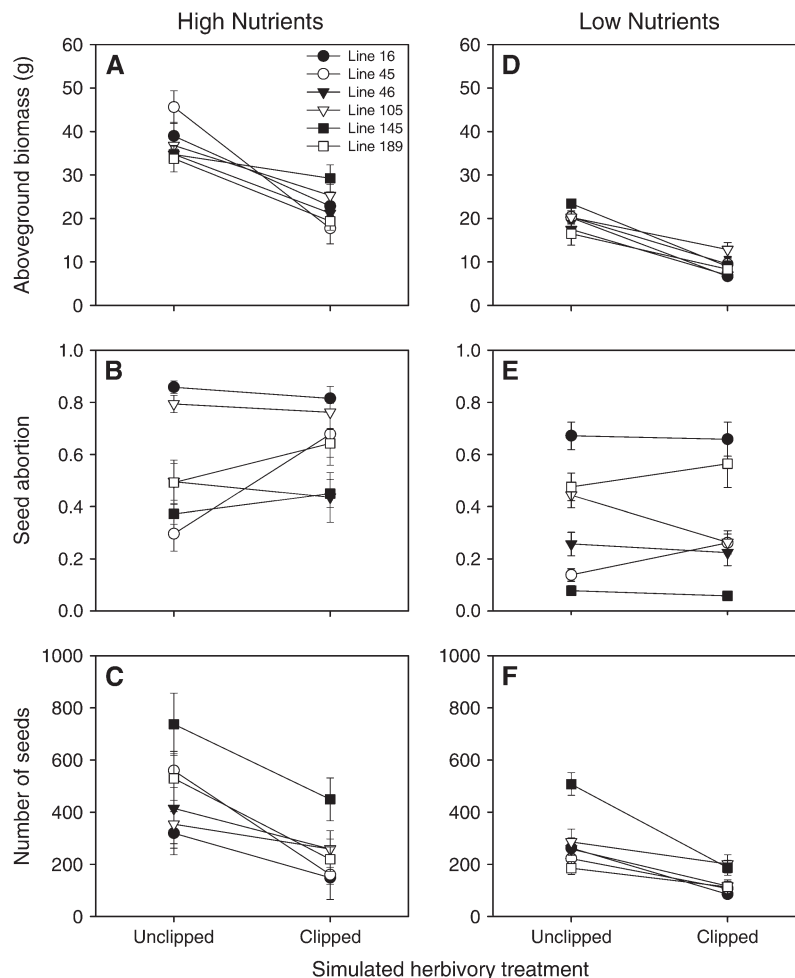 High Nutrients
Low Nutrients
A
Line 16
Line 45
Line 46
Line 105
Line 145
Line 189
D
Aboveground biomass (g)
60
50
40
30
20
10
0
60
50
40
30
20
10
0
B
E
Seed abortion
1.0
0.8
0.6
0.4
0.2
0.0
1.0
0.8
0.6
0.4
0.2
0.0
C
F
Number of seeds
1000
800
600
400
200
0
1000
800
600
400
200
0
Unclipped Clipped
Unclipped Clipped
Simulated herbivory treatment